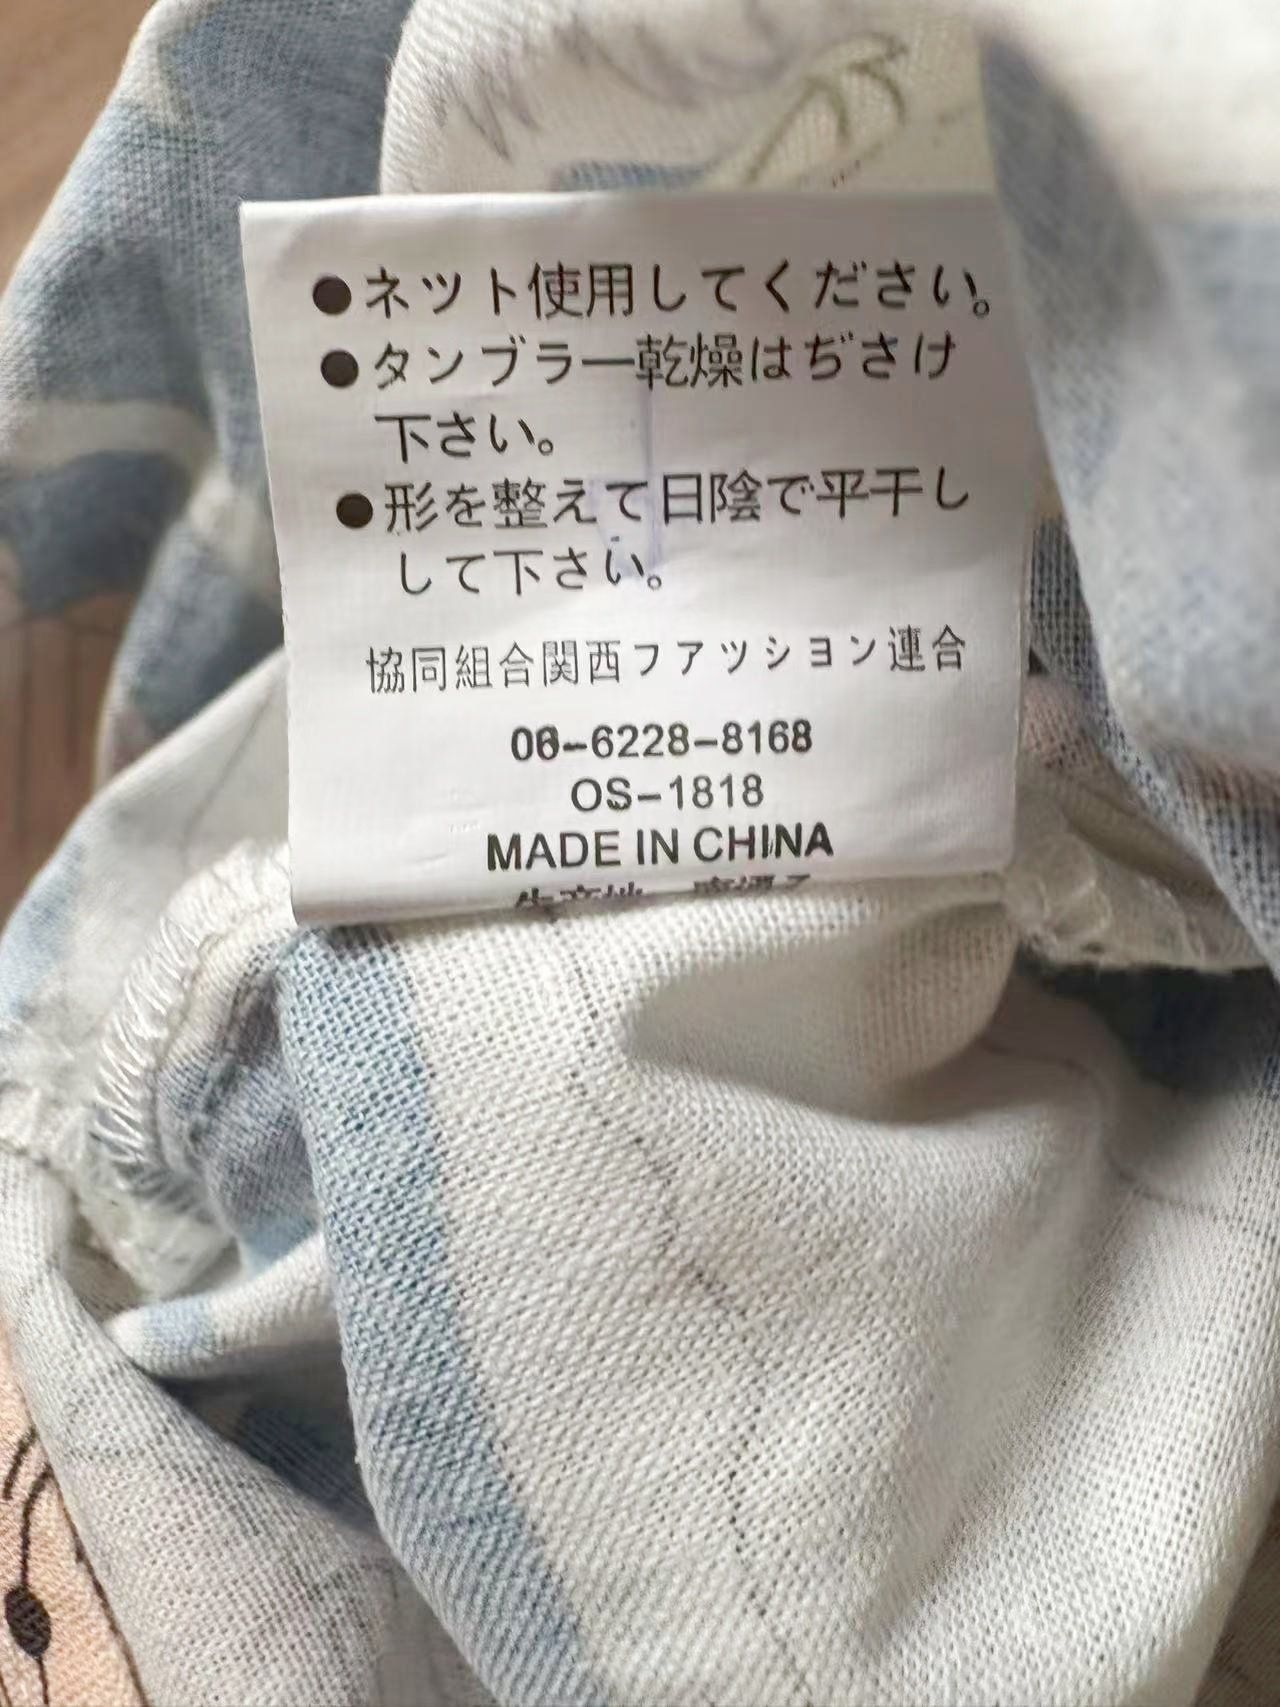 ●ネット使用してください。
●タンブラー乾燥はぢさけ
下さい。
●形を整えて日陰で平干し
して下さい。
協同組合関西ファッション連合
06-6228-8168
OS-1818
MADE IN CHINA
生産地